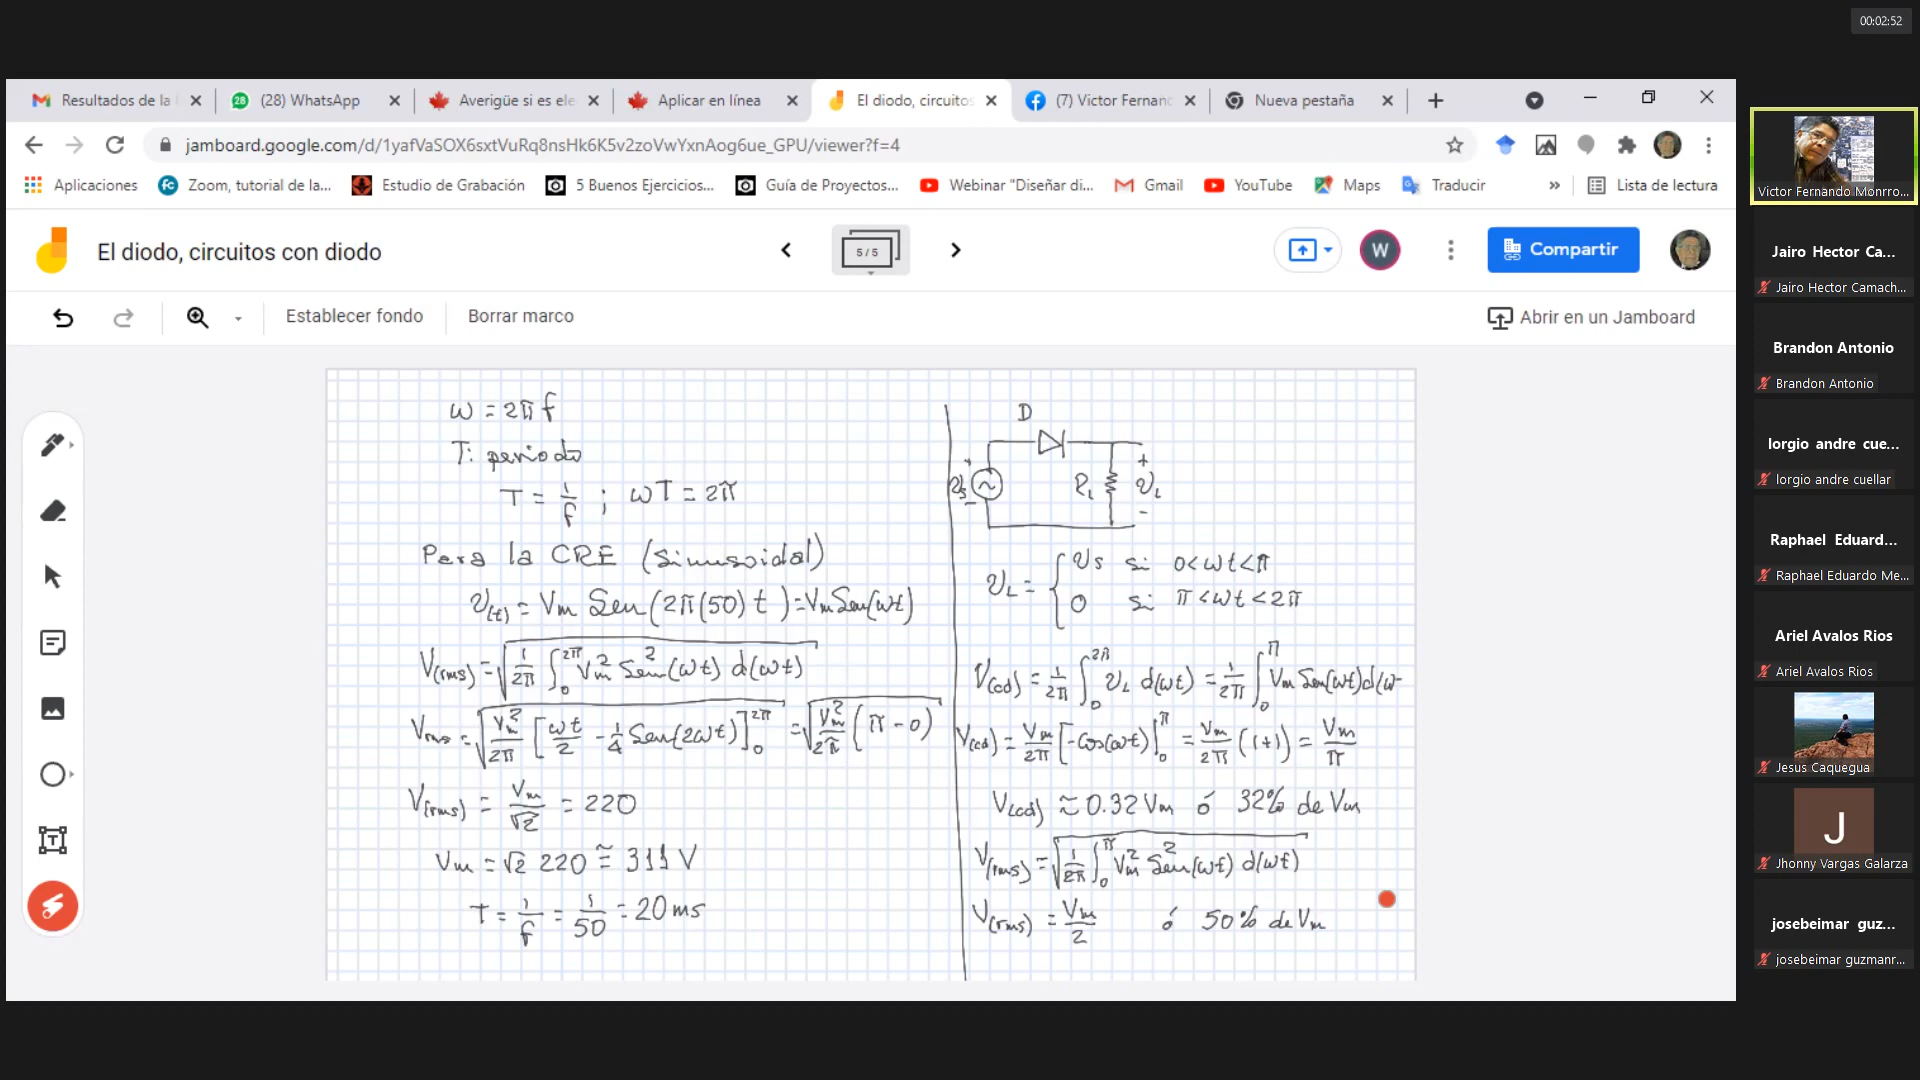 00:02:52
Resultados de la
(28) WhatsApp
Averigüe si es ele
Aplicar en línea
El diodo, circuitos
(7) Victor Fernan
Nueva pestaña
jamboard.google.com/d/1yafVaSOX6sxtVuRq8nsHk6K5v2zoVwYxnAog6ue_GPU/viewer?f=4
Aplicaciones
Zoom, tutorial de la...
Estudio de Grabación
5 Buenos Ejercicios...
Guía de Proyectos...
Webinar "Diseñar di...
Gmail
YouTube
Maps
Traducir
»
Lista de lectura
El diodo, circuitos con diodo
5 / 5
W
Compartir
Establecer fondo
Borrar marco
Abrir en un Jamboard
ω = 2πf
T: periodo
T = 1/f ; ωT = 2π
Para la CRE (sinusoidal)
v(t) = Vm Sen(2π(50)t) = Vm Sen(ωt)
V(rms) = √(1/2π ∫₀^2π Vm² Sen²(ωt) d(ωt))
Vrms = √(Vm²/2π [ωt/2 - 1/4 Sen(2ωt)]₀^2π) = √(Vm²/2π (π - 0))
V(rms) = Vm/√2 = 220
Vm = √2 220 ≅ 311 V
T = 1/f = 1/50 = 20 ms
D
+ vs -
RL
+ vL -
vL = { vs si 0<ωt<π
0 si π<ωt<2π
V(cd) = 1/2π ∫₀^2π vL d(ωt) = 1/2π ∫₀^π Vm Sen(ωt)d(ω
V(cd) = Vm/2π [-Cos(ωt)]₀^π = Vm/2π (1+1) = Vm/π
V(cd) ≈ 0.32 Vm ó 32% de Vm
V(rms) = √(1/2π ∫₀^π Vm² Sen²(ωt) d(ωt))
V(rms) = Vm/2 ó 50% de Vm
Victor Fernando Monrro...
Jairo Hector Ca...
Jairo Hector Camach...
Brandon Antonio
Brandon Antonio
Iorgio andre cue...
Iorgio andre cuellar
Raphael Eduard...
Raphael Eduardo Me...
Ariel Avalos Rios
Ariel Avalos Rios
Jesus Caquegua
J
Jhonny Vargas Galarza
josebeimar guz...
josebeimar guzmanr...